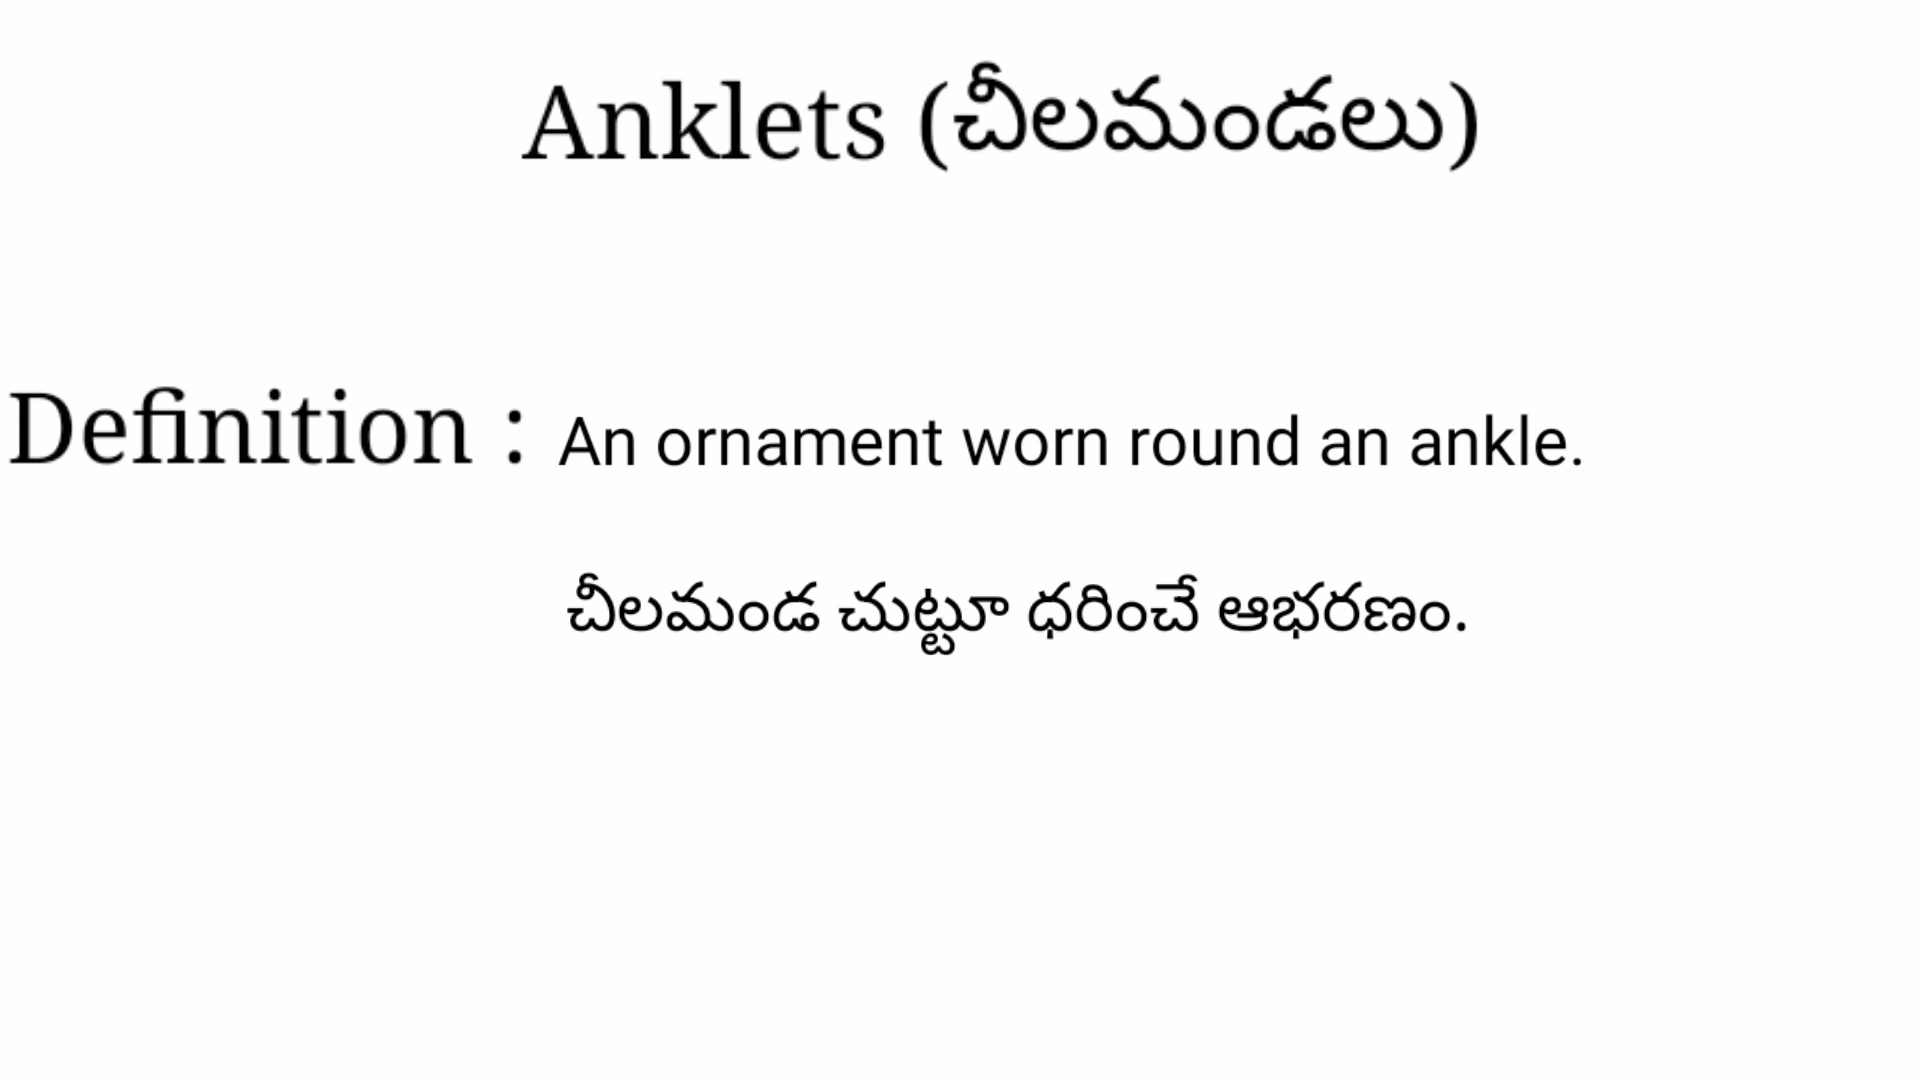 Anklets (చీలమండలు)
Definition : An ornament worn round an ankle.
చీలమండ చుట్టూ ధరించే ఆభరణం.